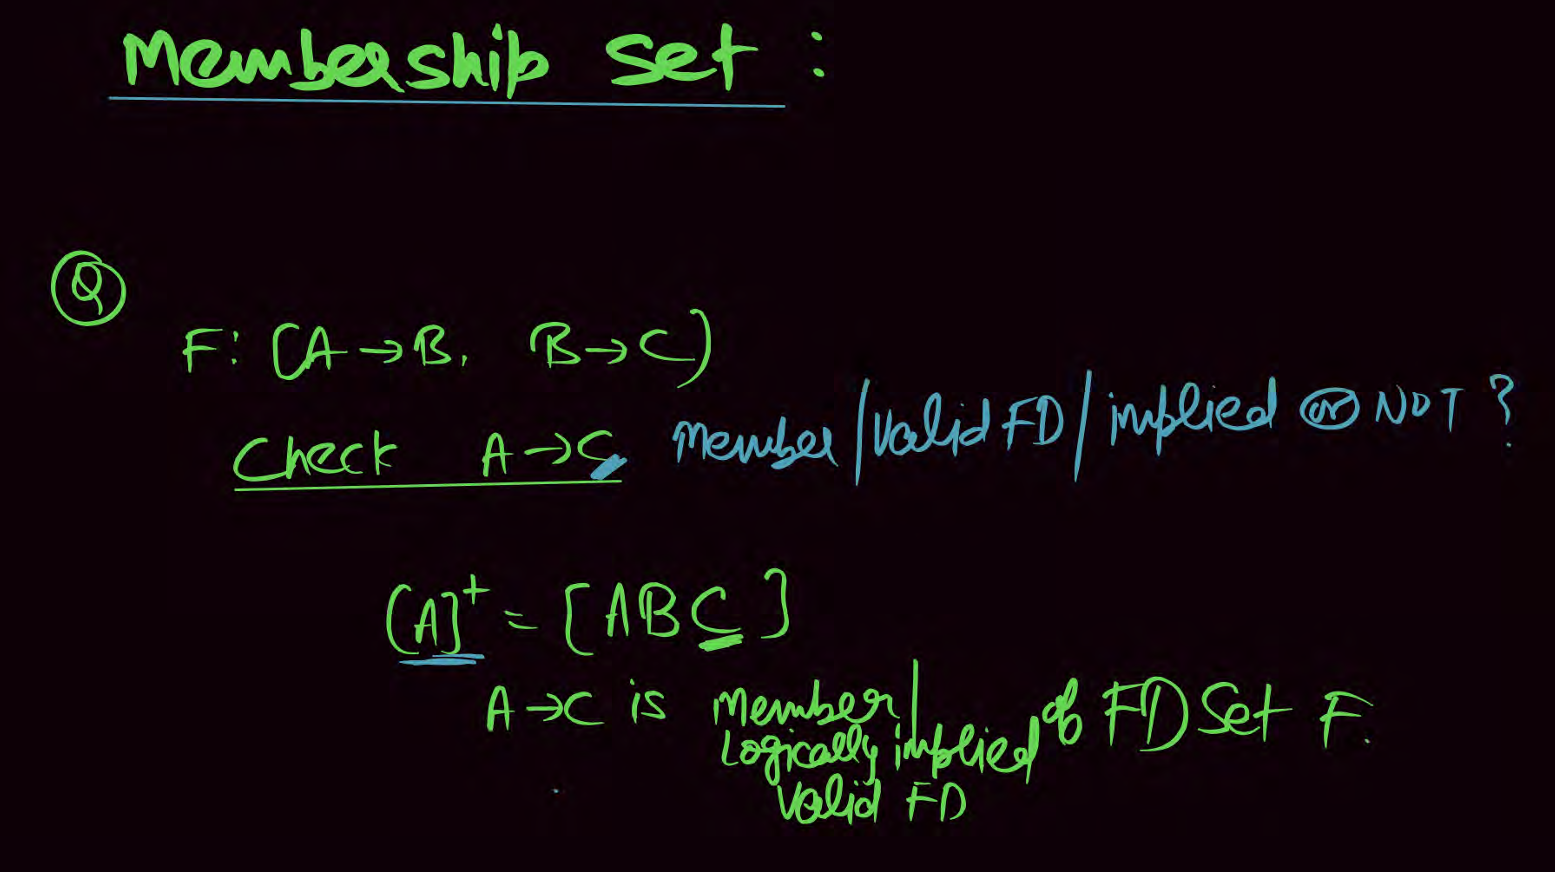 Membership Set :
Q
F: (A → B, B → C)
Check A → C Member / Valid FD / implied or NOT ?
(A]⁺ = [ABC]
A → C is Member / of FD Set F.
Logically implied
Valid FD